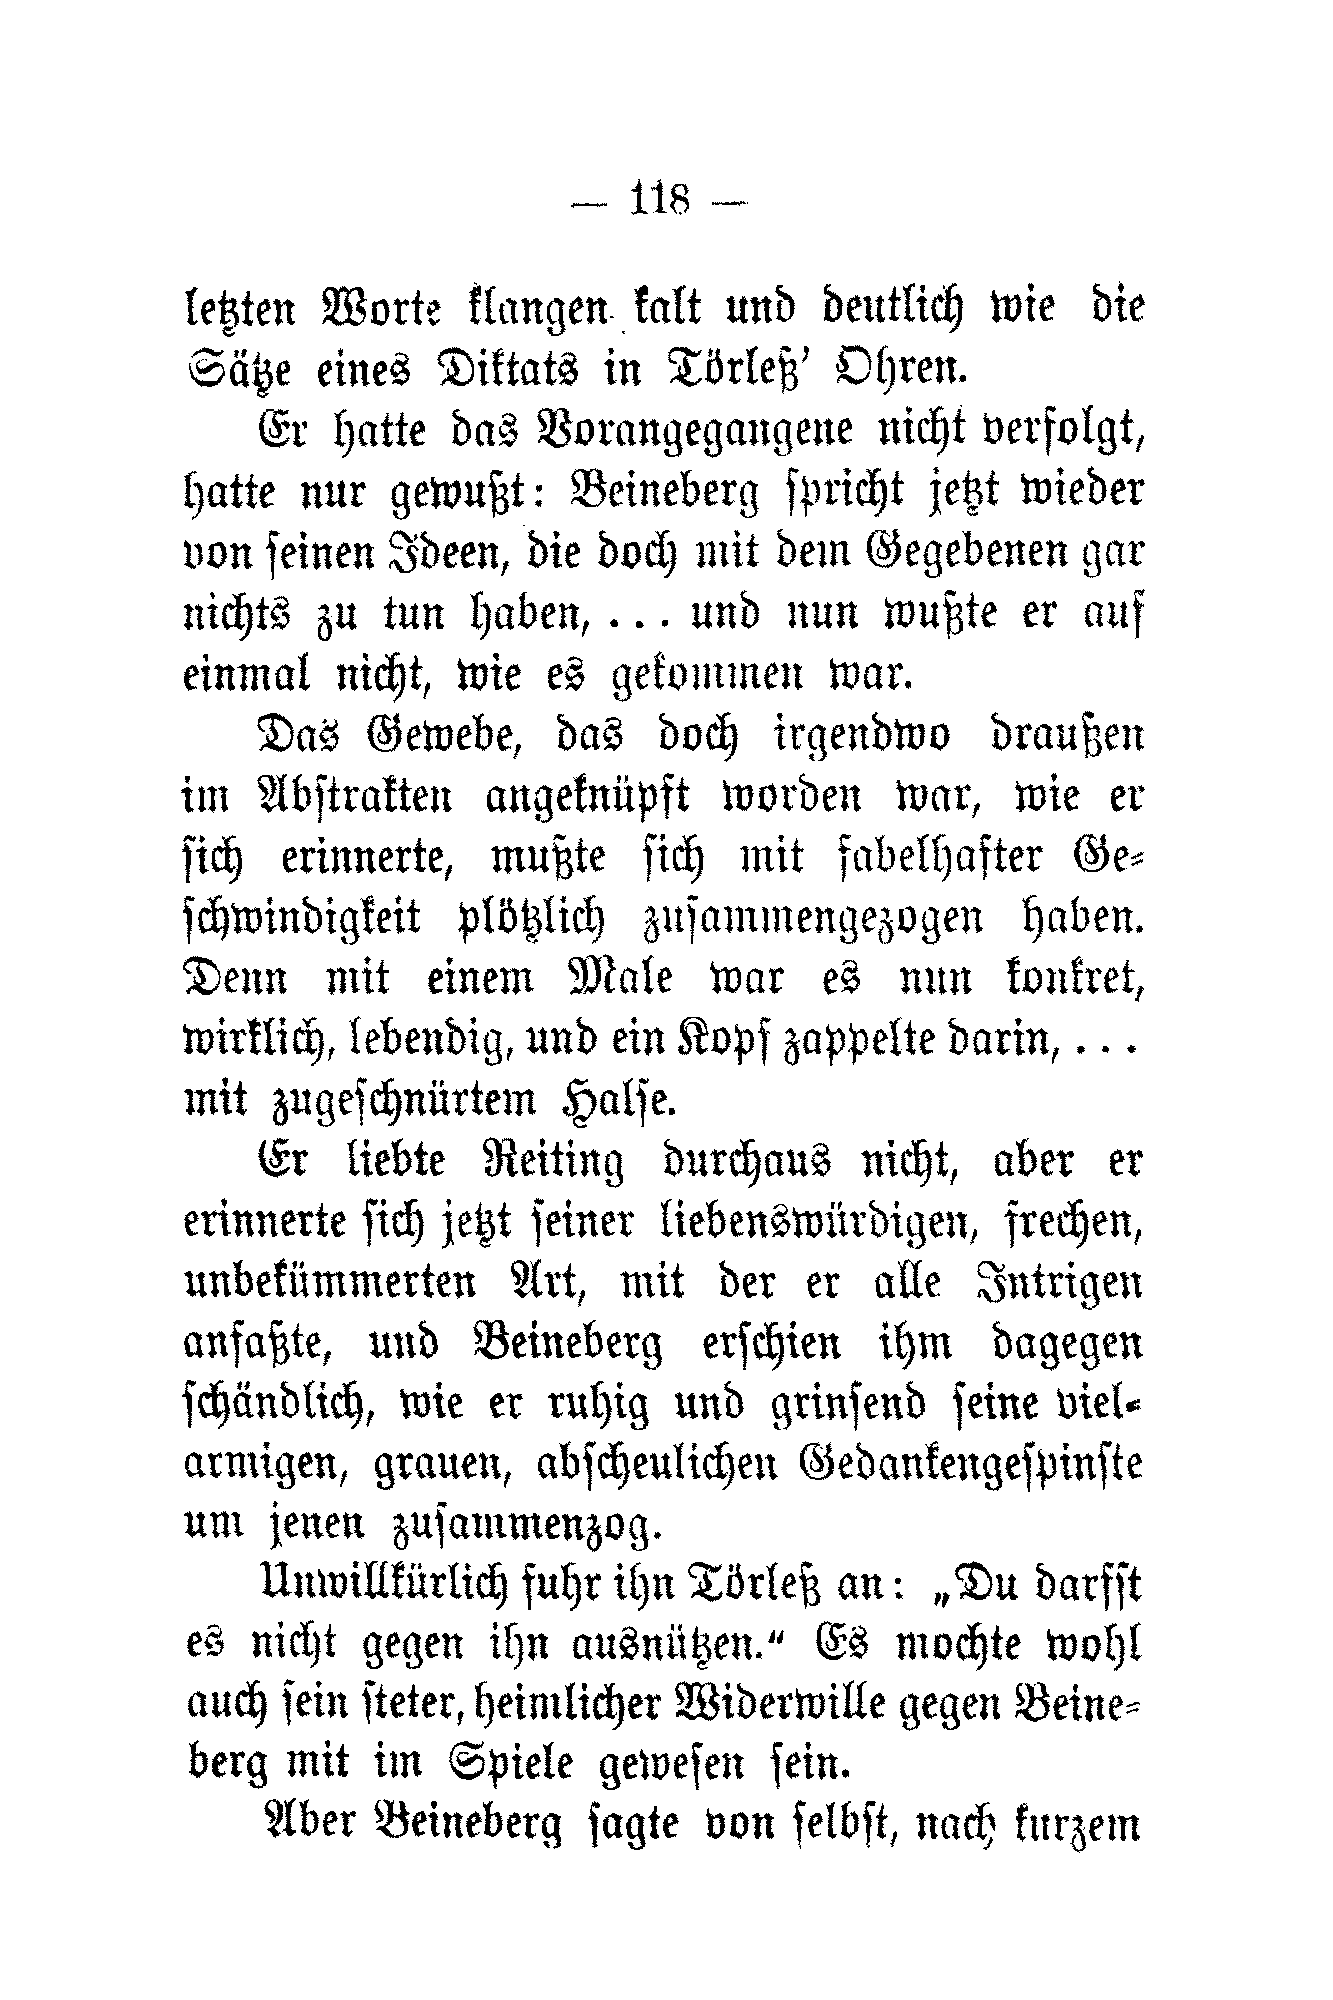 — 118 —
letzten Worte klangen kalt und deutlich wie die
Sätze eines Diktats in Törleß’ Ohren.
Er hatte das Vorangegangene nicht verfolgt,
hatte nur gewußt: Beineberg spricht jetzt wieder
von seinen Ideen, die doch mit dem Gegebenen gar
nichts zu tun haben, . . . und nun wußte er auf
einmal nicht, wie es gekommen war.
Das Gewebe, das doch irgendwo draußen
im Abstrakten angeknüpft worden war, wie er
sich erinnerte, mußte sich mit fabelhafter Ge-
schwindigkeit plötzlich zusammengezogen haben.
Denn mit einem Male war es nun konkret,
wirklich, lebendig, und ein Kopf zappelte darin, . . .
mit zugeschnürtem Halse.
Er liebte Reiting durchaus nicht, aber er
erinnerte sich jetzt seiner liebenswürdigen, frechen,
unbekümmerten Art, mit der er alle Intrigen
anfaßte, und Beineberg erschien ihm dagegen
schändlich, wie er ruhig und grinsend seine viel-
armigen, grauen, abscheulichen Gedankengespinste
um jenen zusammenzog.
Unwillkürlich fuhr ihn Törleß an: „Du darfst
es nicht gegen ihn ausnützen.“ Es mochte wohl
auch sein steter, heimlicher Widerwille gegen Beine-
berg mit im Spiele gewesen sein.
Aber Beineberg sagte von selbst, nach kurzem